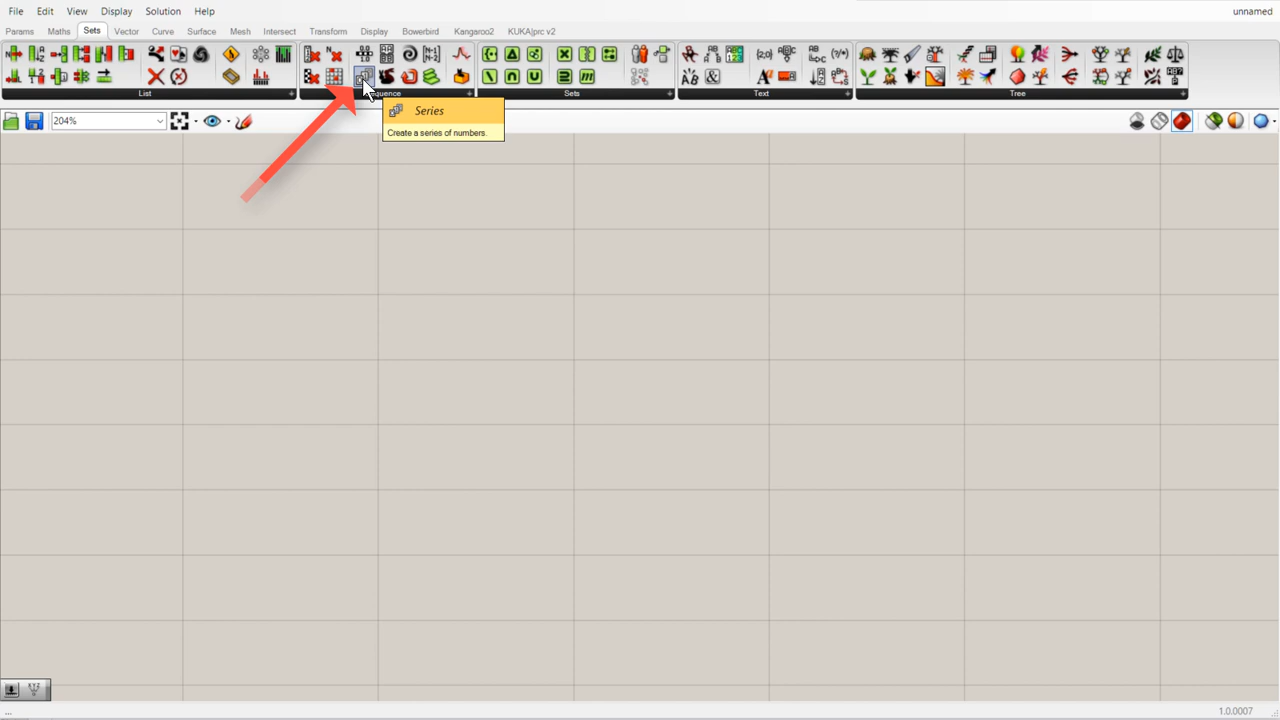 File Edit View Display Solution Help unnamed
Params Maths Sets Vector Curve Surface Mesh Intersect Transform Display Bowerbird Kangaroo2 KUKA|prc v2
List Sets Text Tree
Series
Create a series of numbers.
204%
... 1.0.0007